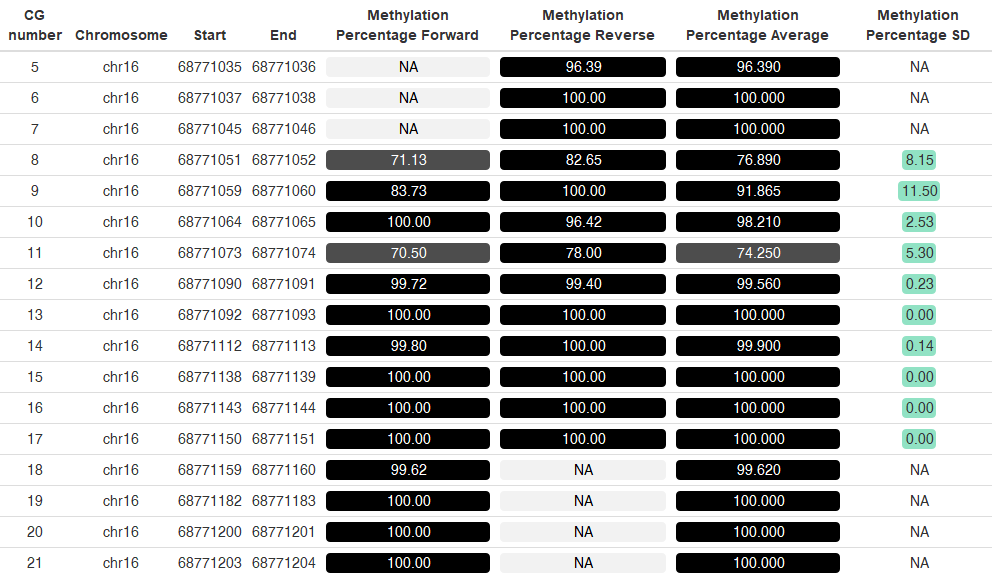 CG Methylation Methylation Methylation Methylation
number Chromosome Start End Percentage Forward Percentage Reverse Percentage Average Percentage SD
5 chr16 68771035 68771036 NA 96.39 96.390 NA
6 chr16 68771037 68771038 NA 100.00 100.000 NA
7 chr16 68771045 68771046 NA 100.00 100.000 NA
8 chr16 68771051 68771052 71.13 82.65 76.890 8.15
9 chr16 68771059 68771060 83.73 100.00 91.865 11.50
10 chr16 68771064 68771065 100.00 96.42 98.210 2.53
11 chr16 68771073 68771074 70.50 78.00 74.250 5.30
12 chr16 68771090 68771091 99.72 99.40 99.560 0.23
13 chr16 68771092 68771093 100.00 100.00 100.000 0.00
14 chr16 68771112 68771113 99.80 100.00 99.900 0.14
15 chr16 68771138 68771139 100.00 100.00 100.000 0.00
16 chr16 68771143 68771144 100.00 100.00 100.000 0.00
17 chr16 68771150 68771151 100.00 100.00 100.000 0.00
18 chr16 68771159 68771160 99.62 NA 99.620 NA
19 chr16 68771182 68771183 100.00 NA 100.000 NA
20 chr16 68771200 68771201 100.00 NA 100.000 NA
21 chr16 68771203 68771204 100.00 NA 100.000 NA